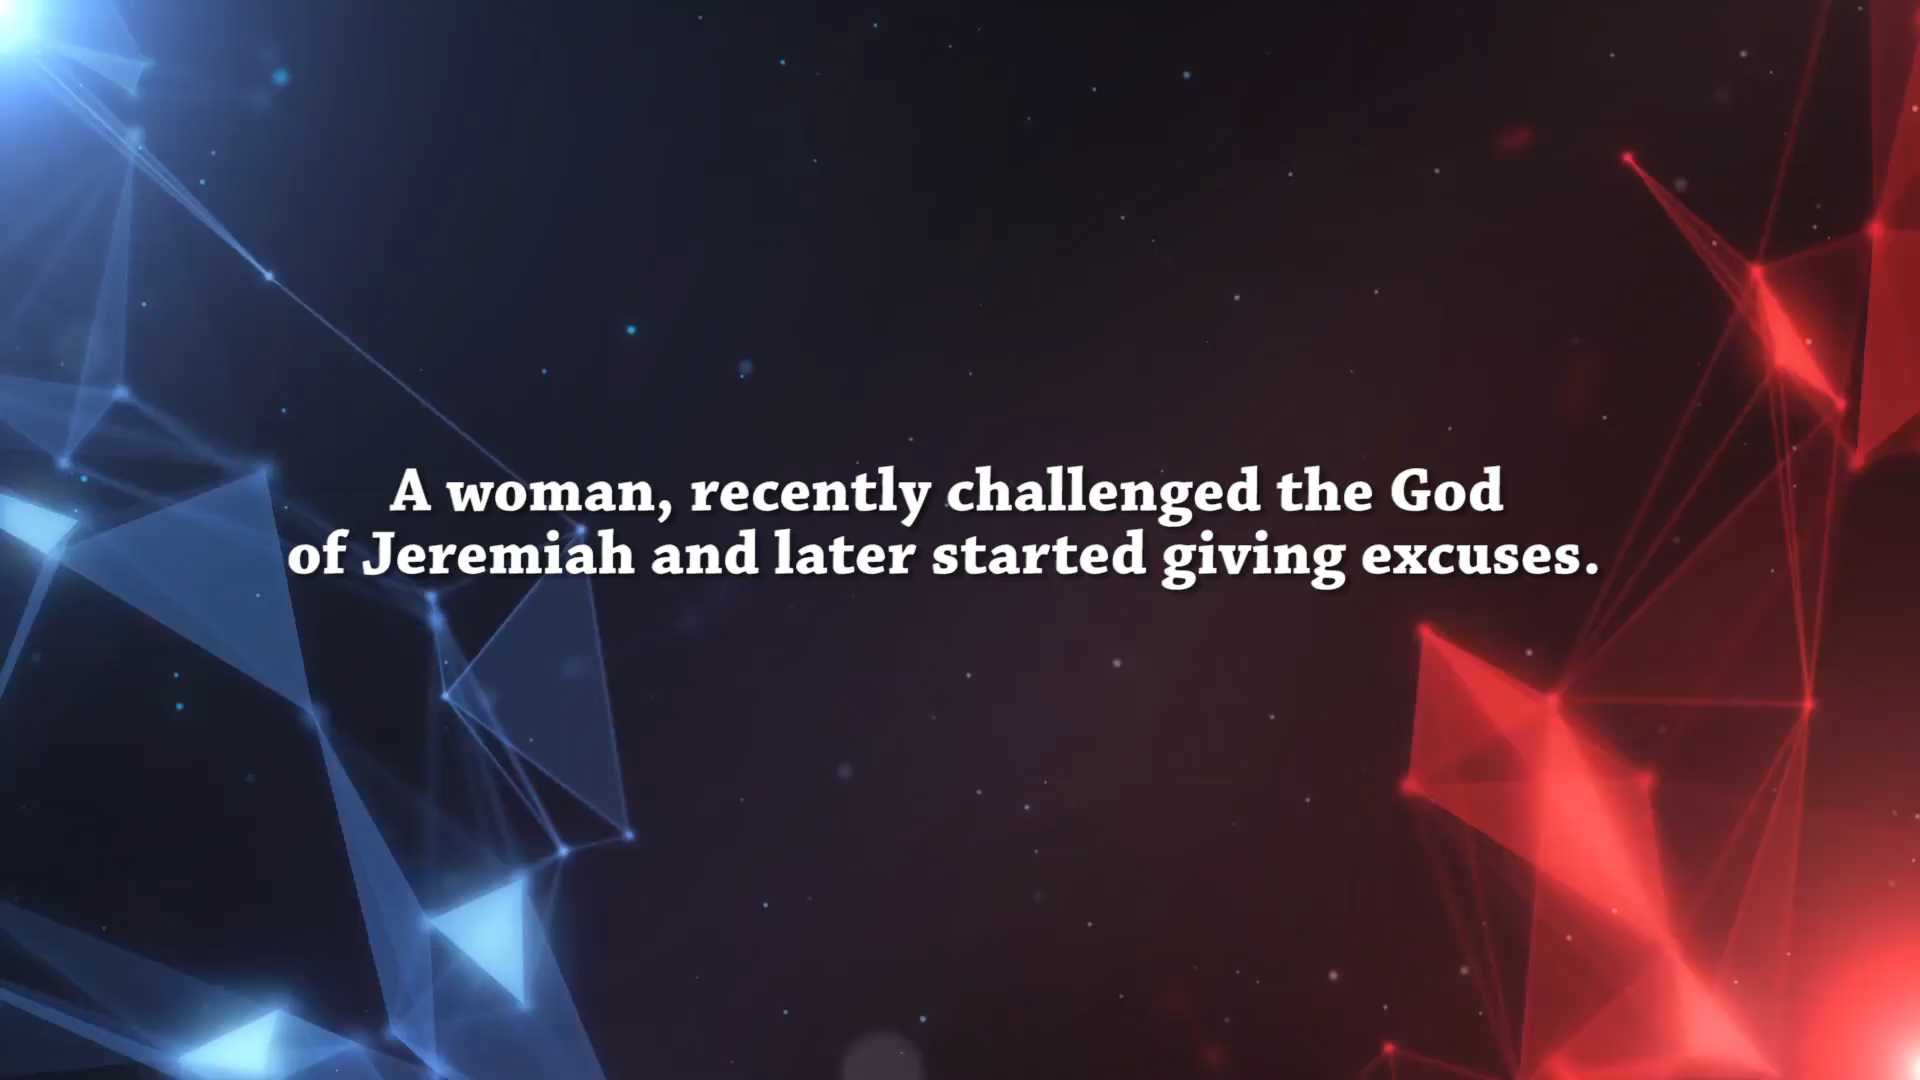 A woman, recently challenged the God
of Jeremiah and later started giving excuses.